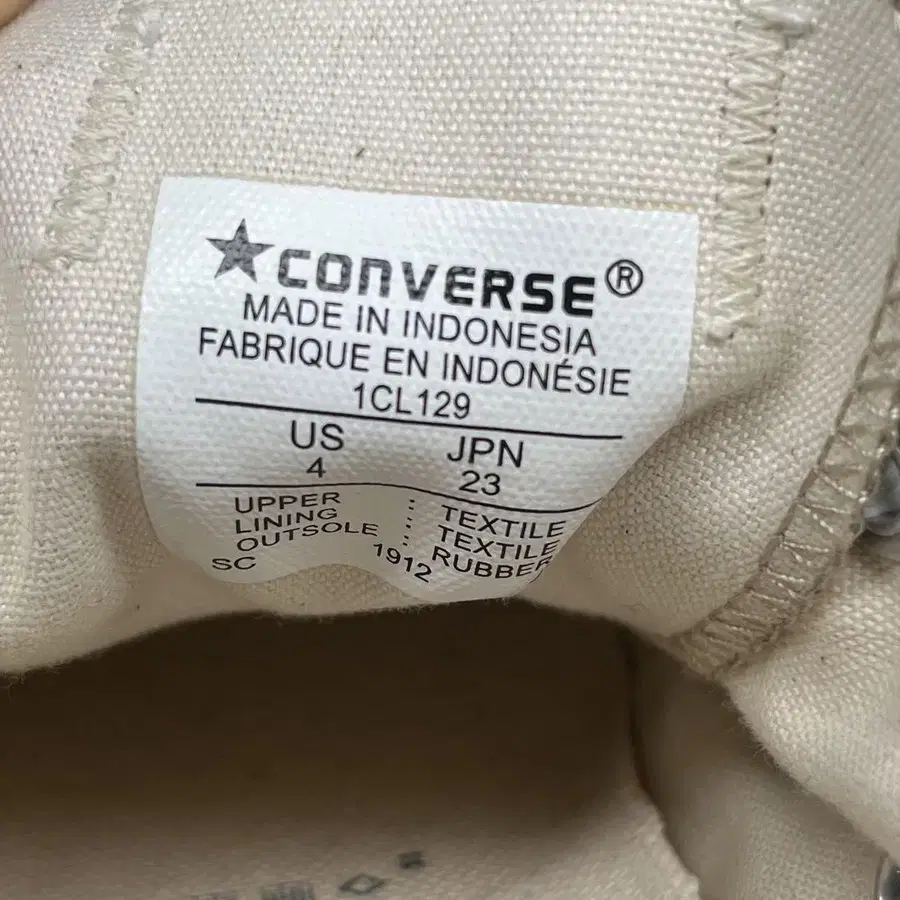 ★CONVERSE®
MADE IN INDONESIA
FABRIQUE EN INDONÉSIE
1CL129
US JPN
4 23
UPPER : TEXTILE
LINING : TEXTILE
OUTSOLE : RUBBER
SC 1912